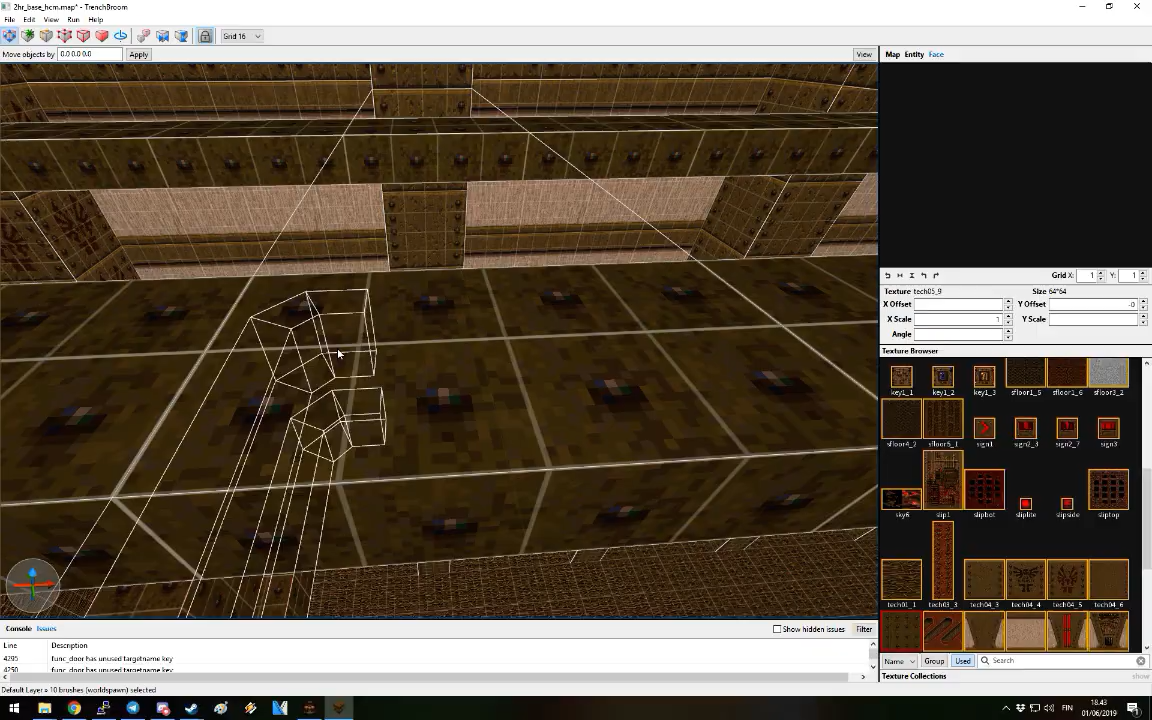 2hr_base_hcm.map* - TrenchBroom
File Edit View Run Help
Grid 16
Move objects by 0.0 0.0 0.0 Apply View
Map Entity Face
Grid X: 1 Y: 1
Texture tech05_9 Size 64*64
X Offset Y Offset -0
X Scale 1 Y Scale
Angle
Texture Browser
key1_1 key1_2 key1_3 sfloor1_5 sfloor1_6 sfloor3_2
sfloor4_2 sfloor5_1 sign1 sign2_3 sign2_7 sign3
sky6 slip1 slipbot sliplite slipside sliptop
tech01_1 tech03_3 tech04_3 tech04_4 tech04_5 tech04_6
Name Group Used Search
Texture Collections show
Console Issues Show hidden issues Filter
Line Description
4295 func_door has unused targetname key
4250 func_door has unused targetname key
Default Layer » 10 brushes (worldspawn) selected
FIN
18.43
01/06/2019
1